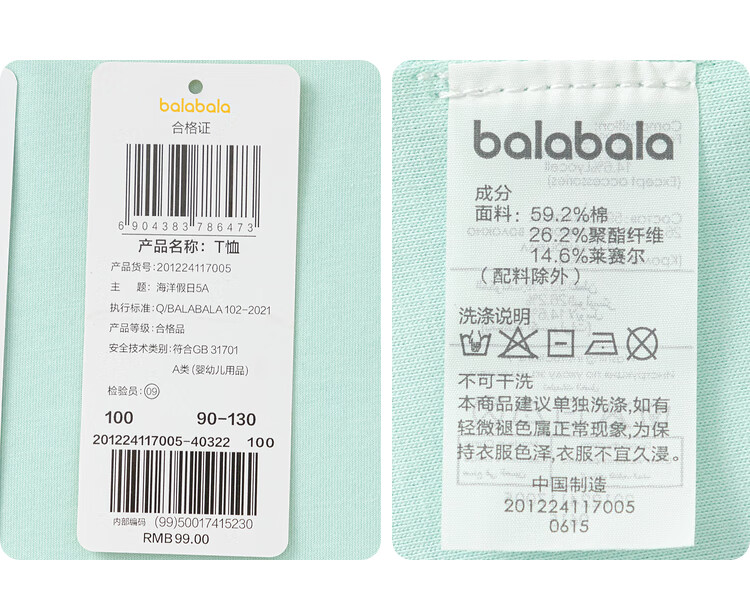 balabala
合格证
6 904383 786473
产品名称：T恤
产品货号:201224117005
主 题：海洋假日5A
执行标准: Q/BALABALA 102-2021
产品等级: 合格品
安全技术类别: 符合GB 31701
A类 (婴幼儿用品)
检验员: 09
100 90-130
201224117005-40322 100
内部编码 (99)50017415230
RMB 99.00
balabala
成分
面料：59.2%棉
26.2%聚酯纤维
14.6%莱赛尔
（配料除外）
洗涤说明
不可干洗
本商品建议单独洗涤,如有
轻微褪色属正常现象,为保
持衣服色泽,衣服不宜久浸。
中国制造
201224117005
0615